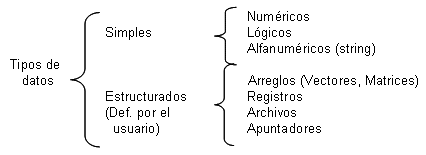 Tipos de
datos
Simples
Numéricos
Lógicos
Alfanuméricos (string)
Estructurados
(Def. por el
usuario)
Arreglos (Vectores, Matrices)
Registros
Archivos
Apuntadores